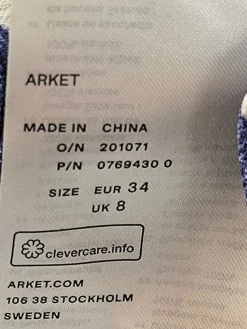 ARKET
MADE IN CHINA
O/N 201071
P/N 0769430 0
SIZE EUR 34
UK 8
clevercare.info
ARKET.COM
106 38 STOCKHOLM
SWEDEN